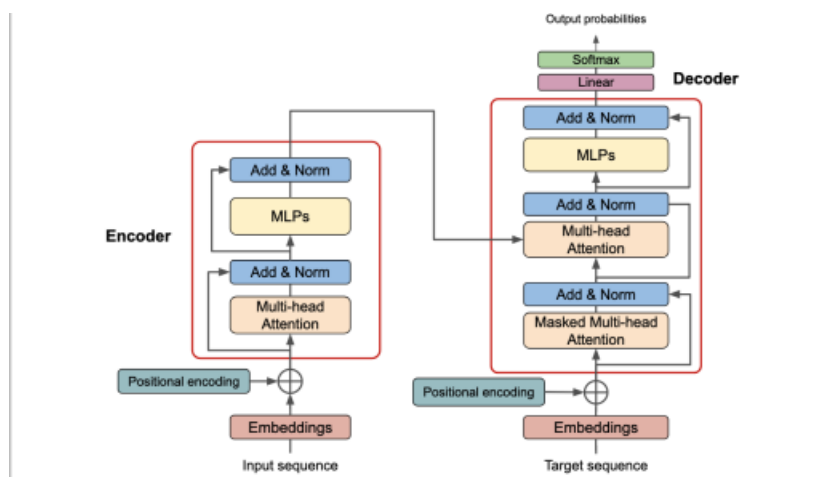 Output probabilities
Softmax
Linear
Decoder
Add & Norm
MLPs
Add & Norm
Multi-head
Attention
Add & Norm
Masked Multi-head
Attention
Positional encoding
Embeddings
Target sequence
Encoder
Add & Norm
MLPs
Add & Norm
Multi-head
Attention
Positional encoding
Embeddings
Input sequence